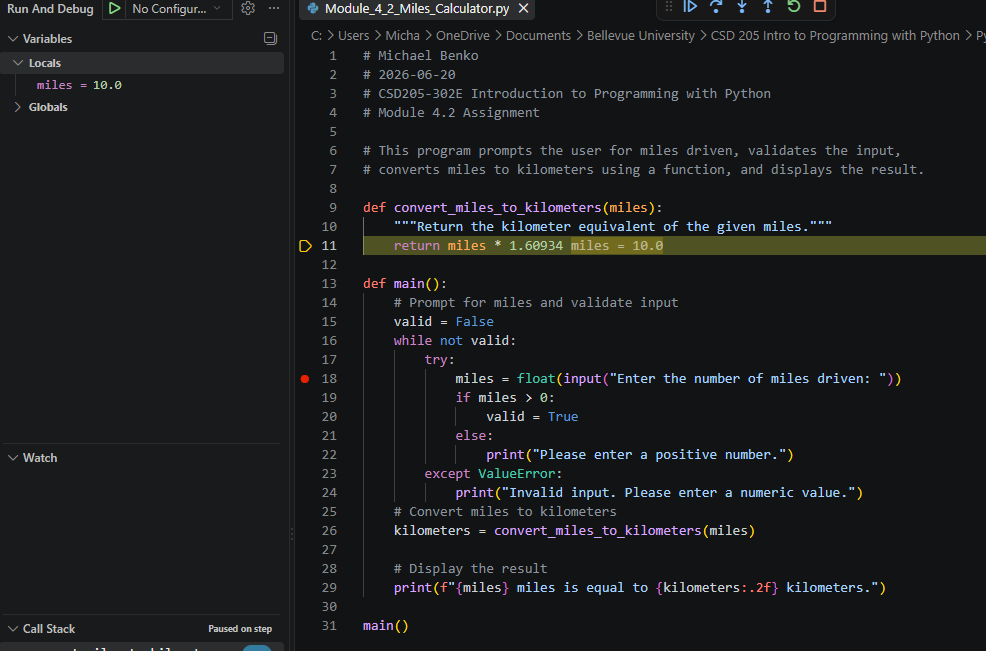 Run And Debug No Configur... ...
Module_4_2_Miles_Calculator.py
C: > Users > Micha > OneDrive > Documents > Bellevue University > CSD 205 Intro to Programming with Python >
Variables
Locals
miles = 10.0
Globals
Watch
Call Stack Paused on step
1 # Michael Benko
2 # 2026-06-20
3 # CSD205-302E Introduction to Programming with Python
4 # Module 4.2 Assignment
5
6 # This program prompts the user for miles driven, validates the input,
7 # converts miles to kilometers using a function, and displays the result.
8
9 def convert_miles_to_kilometers(miles):
10 """Return the kilometer equivalent of the given miles."""
11 return miles * 1.60934 miles = 10.0
12
13 def main():
14 # Prompt for miles and validate input
15 valid = False
16 while not valid:
17 try:
18 miles = float(input("Enter the number of miles driven: "))
19 if miles > 0:
20 valid = True
21 else:
22 print("Please enter a positive number.")
23 except ValueError:
24 print("Invalid input. Please enter a numeric value.")
25 # Convert miles to kilometers
26 kilometers = convert_miles_to_kilometers(miles)
27
28 # Display the result
29 print(f"{miles} miles is equal to {kilometers:.2f} kilometers.")
30
31 main()